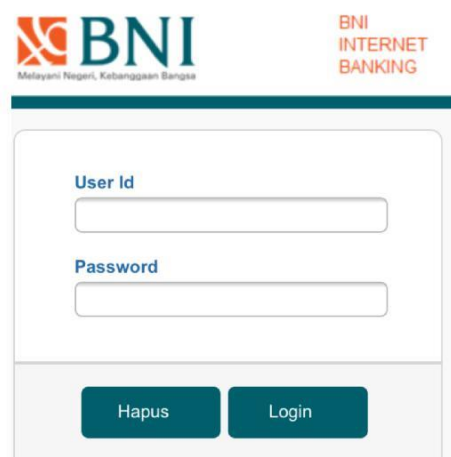 BNI
Melayani Negeri, Kebanggaan Bangsa
BNI
INTERNET
BANKING
User Id
Password
Hapus
Login